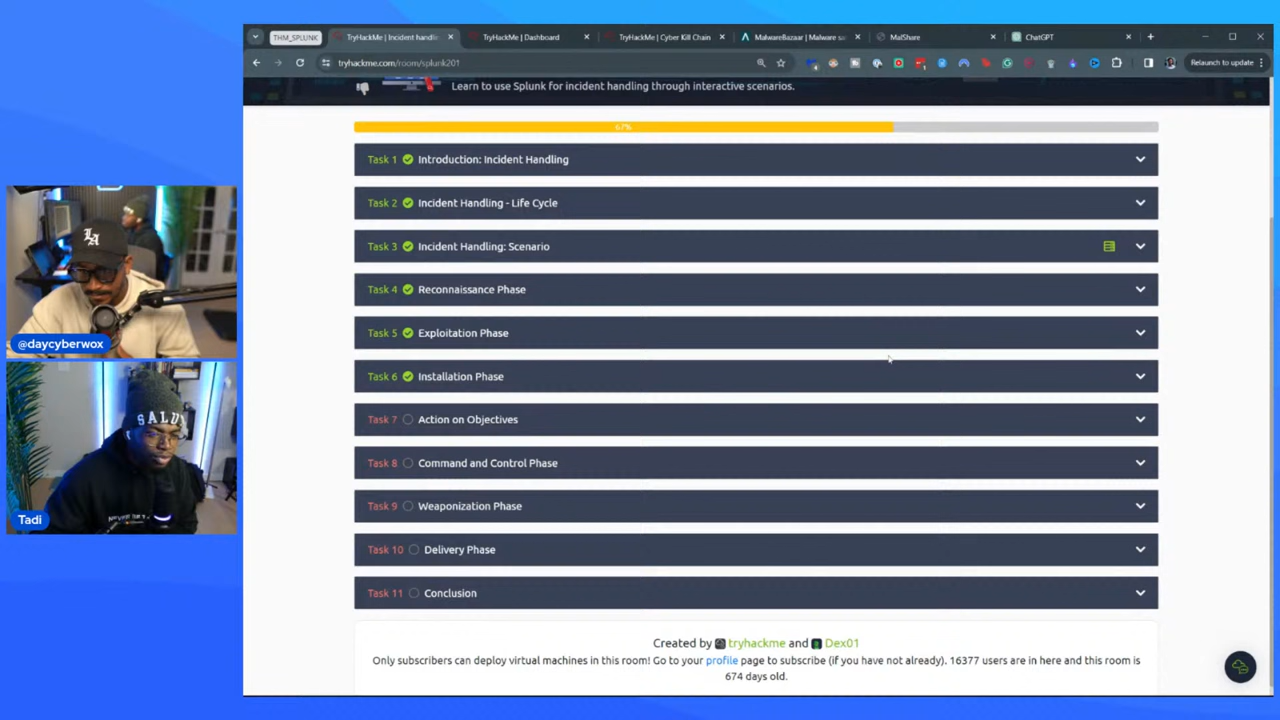 THM_SPLUNK
TryHackMe | Incident handlin
TryHackMe | Dashboard
TryHackMe | Cyber Kill Chain
MalwareBazaar | Malware sa
MalShare
ChatGPT
tryhackme.com/room/splunk201
Relaunch to update
Learn to use Splunk for incident handling through interactive scenarios.
67%
Task 1 Introduction: Incident Handling
Task 2 Incident Handling - Life Cycle
Task 3 Incident Handling: Scenario
Task 4 Reconnaissance Phase
Task 5 Exploitation Phase
Task 6 Installation Phase
Task 7 Action on Objectives
Task 8 Command and Control Phase
Task 9 Weaponization Phase
Task 10 Delivery Phase
Task 11 Conclusion
Created by tryhackme and Dex01
Only subscribers can deploy virtual machines in this room! Go to your profile page to subscribe (if you have not already). 16377 users are in here and this room is
674 days old.
LA
@daycyberwox
SALU
Tadi